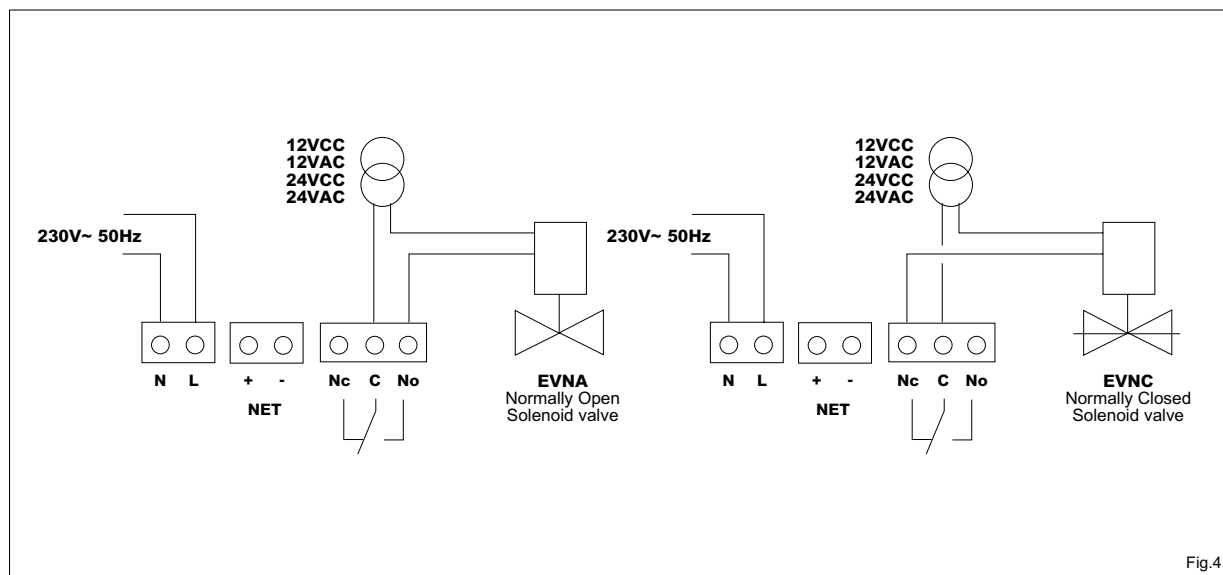 12VCC
12VAC
24VCC
24VAC
230V~ 50Hz
N L + - Nc C No
NET
EVNA
Normally Open
Solenoid valve
12VCC
12VAC
24VCC
24VAC
230V~ 50Hz
N L + - Nc C No
NET
EVNC
Normally Closed
Solenoid valve
Fig.4